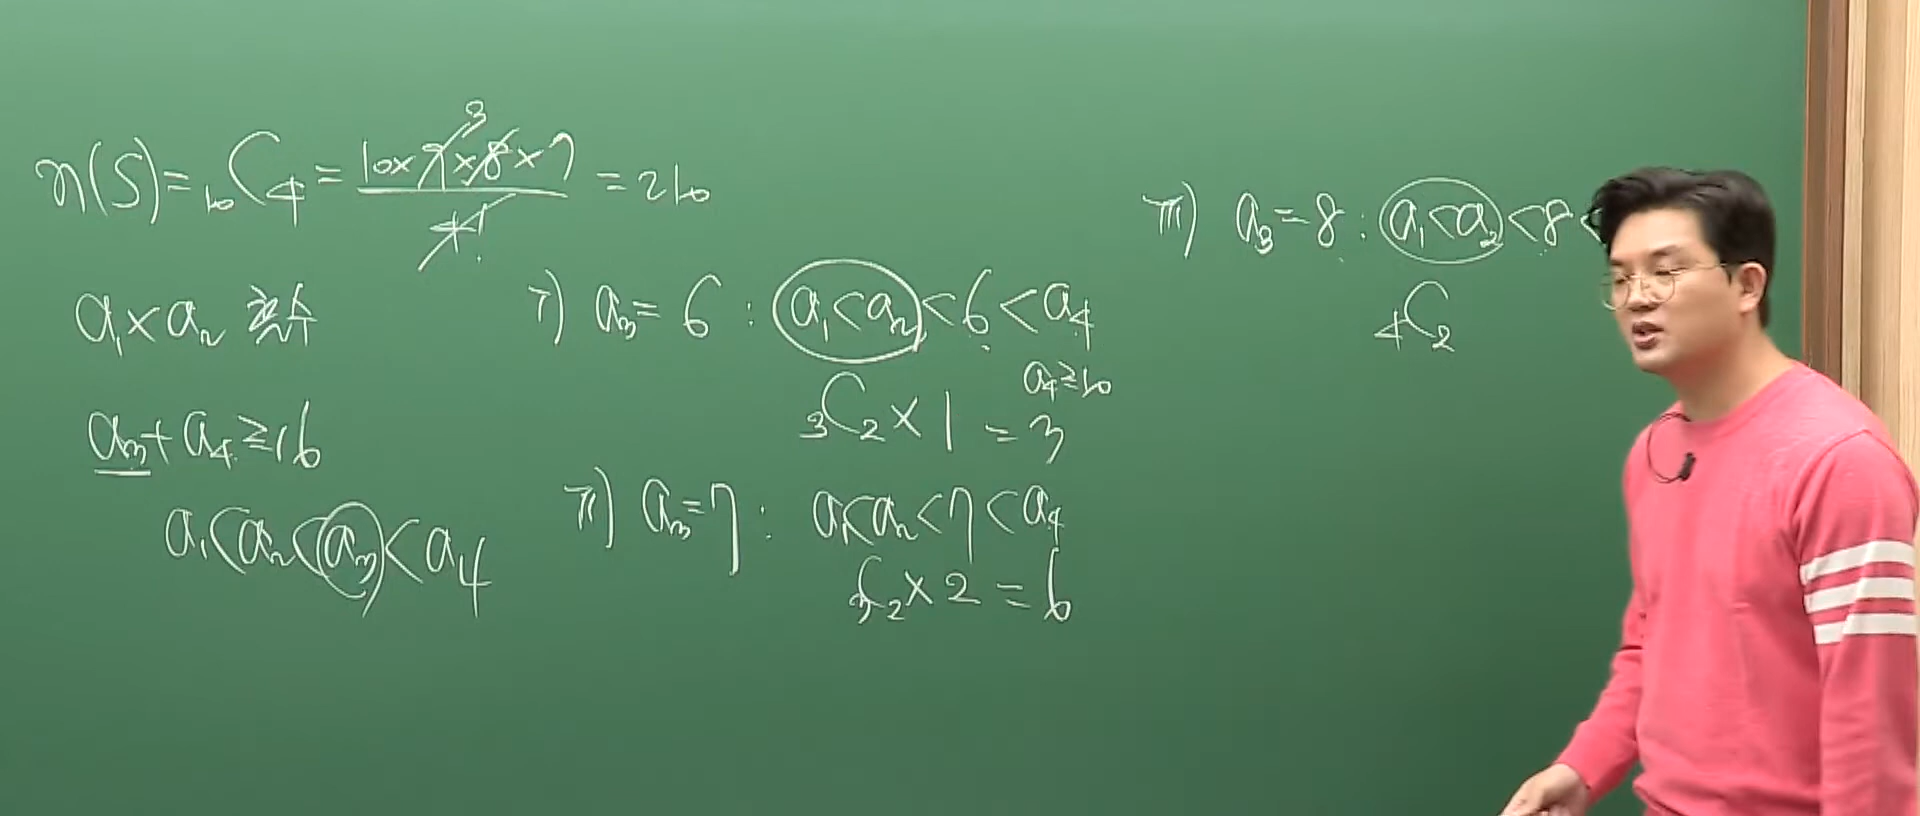 n(S) = ₁₀C₄ = (10×9×8×7)/4! = 210
3
a₁×a₂ 홀수
a₃+a₄≥16
a₁<a₂<a₃<a₄
ⅰ) a₃=6 : a₁<a₂<6<a₄
a₄≥10
₃C₂×1 = 3
ⅱ) a₃=7 : a₁<a₂<7<a₄
₃C₂×2 = 6
ⅲ) a₃=8 : a₁<a₂<8<
₄C₂